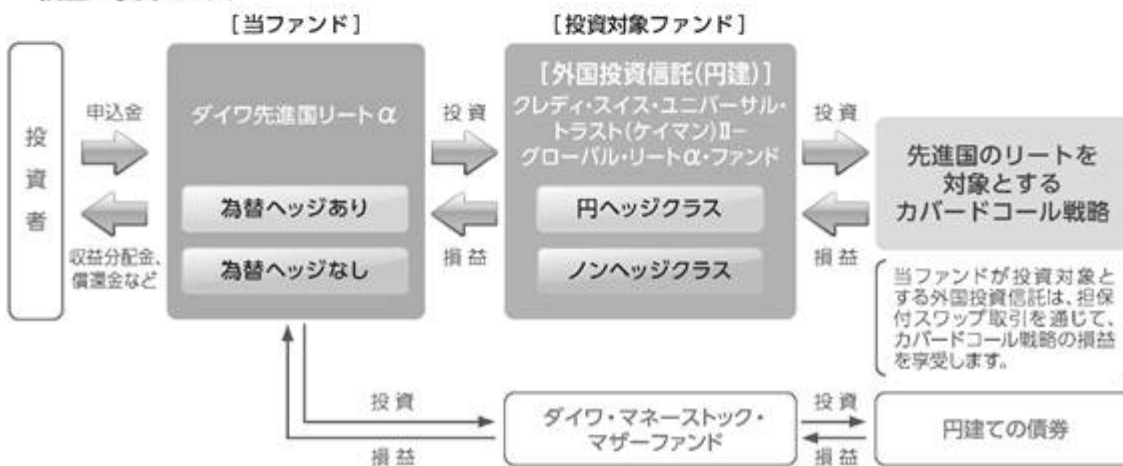 [当ファンド]
[投資対象ファンド]
投資者
申込金
収益分配金、
償還金など
ダイワ先進国リートα
為替ヘッジあり
為替ヘッジなし
投資
損益
[外国投資信託(円建)]
クレディ・スイス・ユニバーサル・
トラスト(ケイマン)Ⅱ−
グローバル・リートα・ファンド
円ヘッジクラス
ノンヘッジクラス
投資
損益
先進国のリートを
対象とする
カバードコール戦略
当ファンドが投資対象と
する外国投資信託は、担保
付スワップ取引を通じて、
カバードコール戦略の損益
を享受します。
投資
損益
ダイワ・マネーストック・
マザーファンド
投資
損益
円建ての債券